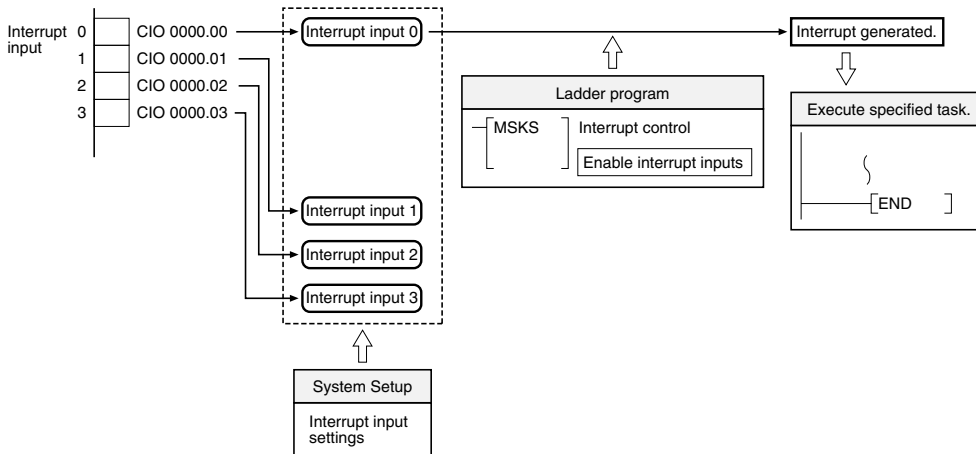 Interrupt
input
0
CIO 0000.00
1
CIO 0000.01
2
CIO 0000.02
3
CIO 0000.03
Interrupt input 0
Interrupt input 1
Interrupt input 2
Interrupt input 3
System Setup
Interrupt input
settings
Ladder program
MSKS
Interrupt control
Enable interrupt inputs
Interrupt generated.
Execute specified task.
END